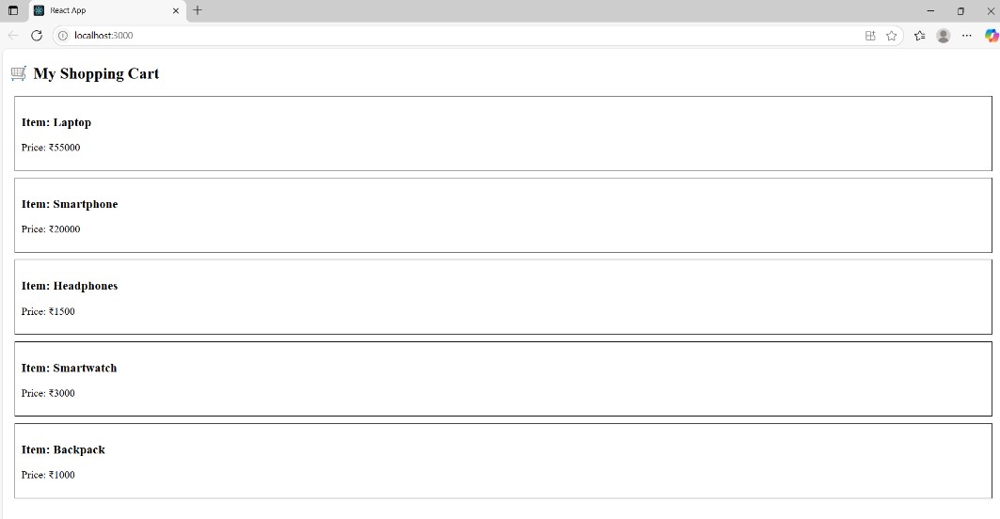 React App
localhost:3000
🛒 My Shopping Cart
Item: Laptop
Price: ₹55000
Item: Smartphone
Price: ₹20000
Item: Headphones
Price: ₹1500
Item: Smartwatch
Price: ₹3000
Item: Backpack
Price: ₹1000